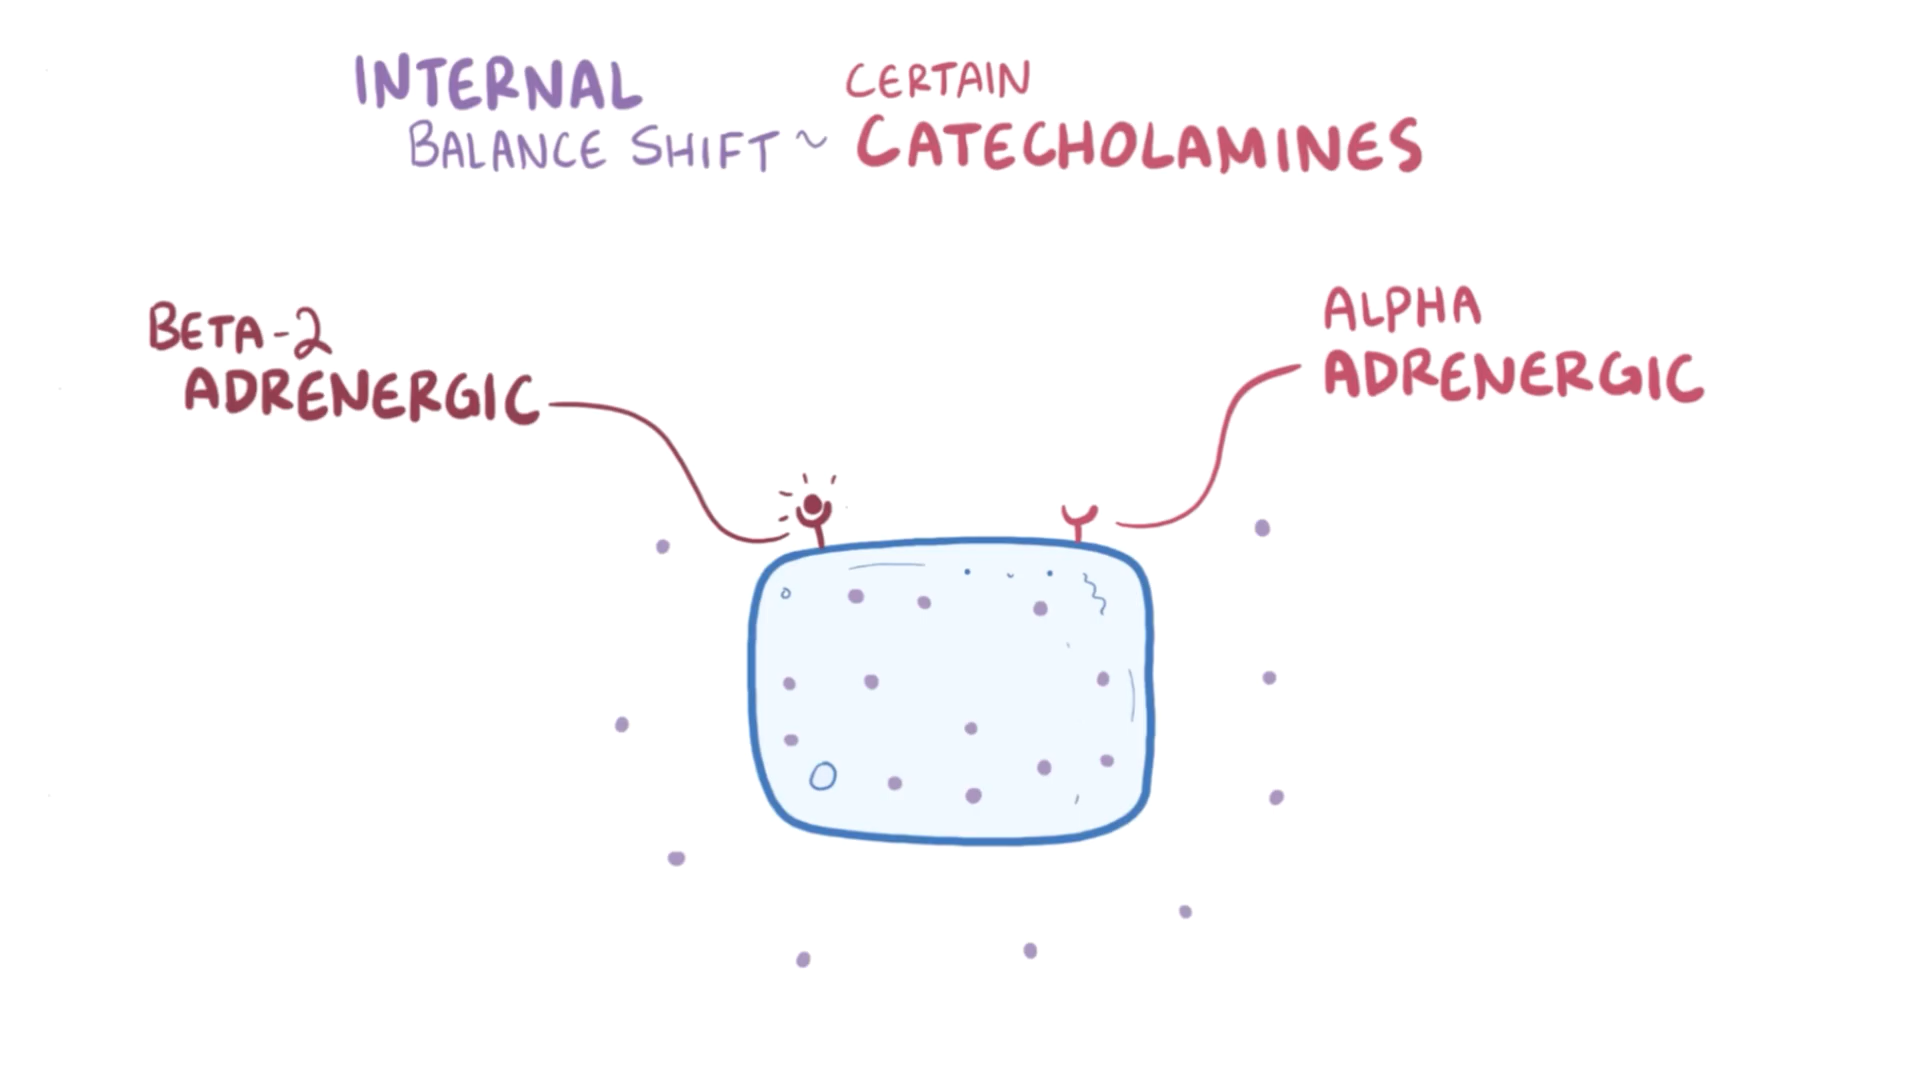 INTERNAL
BALANCE SHIFT ~
CERTAIN
CATECHOLAMINES
BETA-2
ADRENERGIC
ALPHA
ADRENERGIC